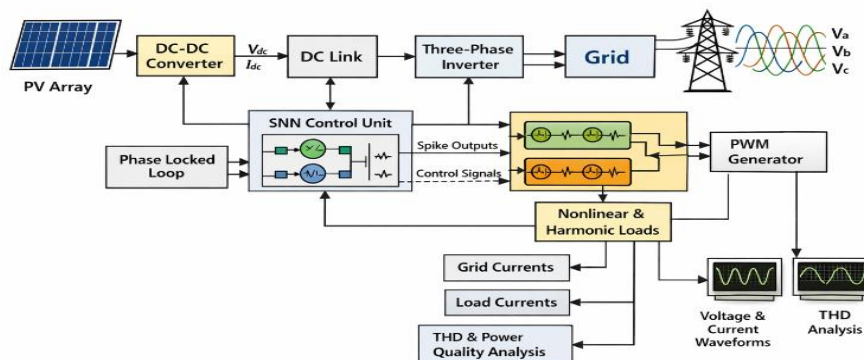 PV Array
DC-DC
Converter
Vdc
Idc
DC Link
Three-Phase
Inverter
Grid
Va
Vb
Vc
Phase Locked
Loop
SNN Control Unit
Spike Outputs
Control Signals
PWM
Generator
Nonlinear &
Harmonic Loads
Grid Currents
Load Currents
THD & Power
Quality Analysis
Voltage &
Current
Waveforms
THD
Analysis